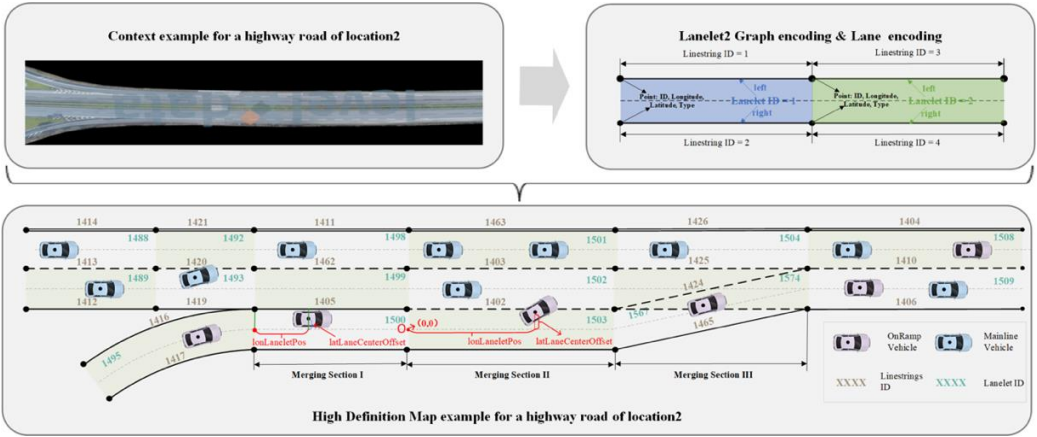 Context example for a highway road of location2
Lanelet2 Graph encoding & Lane encoding
Linestring ID = 1
Linestring ID = 3
left
left
Point: ID, Longitude, Latitude, Type
Lanelet ID = 1
Point: ID, Longitude, Latitude, Type
Lanelet ID = 2
right
right
Linestring ID = 2
Linestring ID = 4
1414
1421
1411
1463
1426
1404
1488
1492
1498
1501
1504
1508
1413
1420
1462
1403
1425
1410
1489
1493
1499
1502
1424
1574
1509
1412
1419
1405
1402
1406
1416
1500
O
(0,0)
1503
1567
1465
1495
1417
lonLaneletPos
latLaneCenterOffset
lonLaneletPos
latLaneCenterOffset
Merging Section I
Merging Section II
Merging Section III
OnRamp Vehicle
Mainline Vehicle
XXXX
Linestrings ID
XXXX
Lanelet ID
High Definition Map example for a highway road of location2